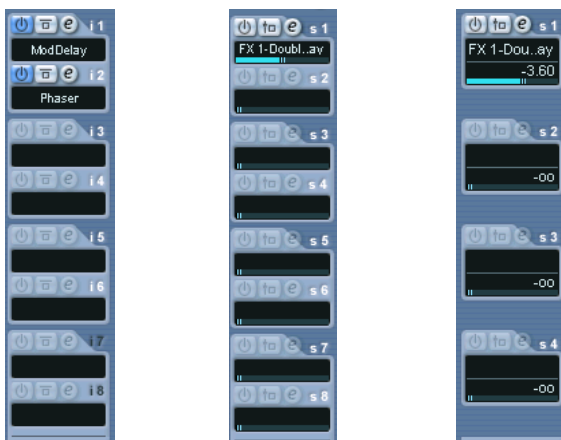 e i 1
ModDelay
e i 2
Phaser
e i 3
e i 4
e i 5
e i 6
e i 7
e i 8
e s 1
FX 1-Doubl..ay
e s 2
e s 3
e s 4
e s 5
e s 6
e s 7
e s 8
e s 1
FX 1-Dou..ay
-3.60
e s 2
-oo
e s 3
-oo
e s 4
-oo